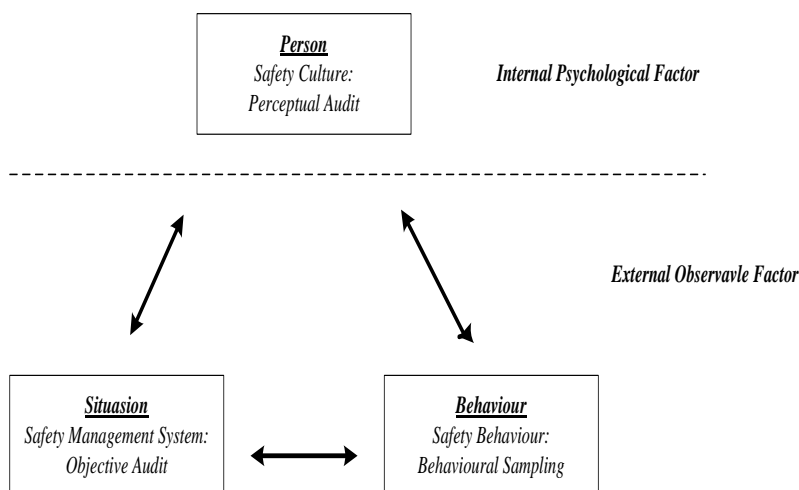 Person
Safety Culture:
Perceptual Audit
Internal Psychological Factor
External Observavle Factor
Situasion
Safety Management System:
Objective Audit
Behaviour
Safety Behaviour:
Behavioural Sampling